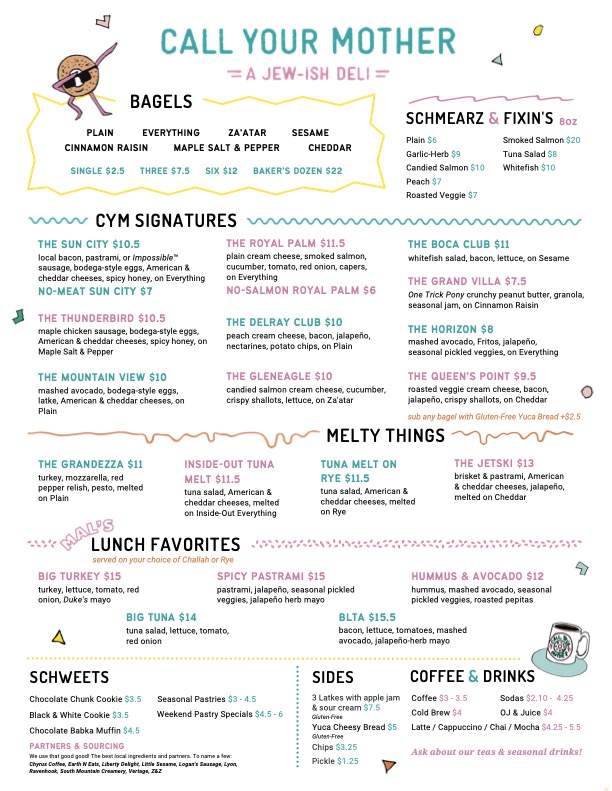 CALL YOUR MOTHER
A JEW-ISH DELI
BAGELS
PLAIN EVERYTHING ZA'ATAR SESAME
CINNAMON RAISIN MAPLE SALT & PEPPER CHEDDAR
SINGLE $2.5 THREE $7.5 SIX $12 BAKER'S DOZEN $22
SCHMEARZ & FIXIN'S 8oz
Plain $6
Garlic-Herb $9
Candied Salmon $10
Peach $7
Roasted Veggie $7
Smoked Salmon $20
Tuna Salad $8
Whitefish $10
CYM SIGNATURES
THE SUN CITY $10.5
local bacon, pastrami, or Impossible™
sausage, bodega-style eggs, American &
cheddar cheeses, spicy honey, on Everything
NO-MEAT SUN CITY $7
THE THUNDERBIRD $10.5
maple chicken sausage, bodega-style eggs,
American & cheddar cheeses, spicy honey, on
Maple Salt & Pepper
THE MOUNTAIN VIEW $10
mashed avocado, bodega-style eggs,
latke, American & cheddar cheeses, on
Plain
THE ROYAL PALM $11.5
plain cream cheese, smoked salmon,
cucumber, tomato, red onion, capers,
on Everything
NO-SALMON ROYAL PALM $6
THE DELRAY CLUB $10
peach cream cheese, bacon, jalapeño,
nectarines, potato chips, on Plain
THE GLENEAGLE $10
candied salmon cream cheese, cucumber,
crispy shallots, lettuce, on Za'atar
THE BOCA CLUB $11
whitefish salad, bacon, lettuce, on Sesame
THE GRAND VILLA $7.5
One Trick Pony crunchy peanut butter, granola,
seasonal jam, on Cinnamon Raisin
THE HORIZON $8
mashed avocado, Fritos, jalapeño,
seasonal pickled veggies, on Everything
THE QUEEN'S POINT $9.5
roasted veggie cream cheese, bacon,
jalapeño, crispy shallots, on Cheddar
sub any bagel with Gluten-Free Yuca Bread +$2.5
MELTY THINGS
THE GRANDEZZA $11
turkey, mozzarella, red
pepper relish, pesto, melted
on Plain
INSIDE-OUT TUNA
MELT $11.5
tuna salad, American &
cheddar cheeses, melted
on Inside-Out Everything
TUNA MELT ON
RYE $11.5
tuna salad, American &
cheddar cheeses, melted
on Rye
THE JETSKI $13
brisket & pastrami, American
& cheddar cheeses, jalapeño,
melted on Cheddar
MAL'S
LUNCH FAVORITES
served on your choice of Challah or Rye
BIG TURKEY $15
turkey, lettuce, tomato, red
onion, Duke's mayo
SPICY PASTRAMI $15
pastrami, jalapeño, seasonal pickled
veggies, jalapeño herb mayo
HUMMUS & AVOCADO $12
hummus, mashed avocado, seasonal
pickled veggies, roasted pepitas
BIG TUNA $14
tuna salad, lettuce, tomato,
red onion
BLTA $15.5
bacon, lettuce, tomatoes, mashed
avocado, jalapeño-herb mayo
SCHWEETS
Chocolate Chunk Cookie $3.5
Black & White Cookie $3.5
Chocolate Babka Muffin $4.5
Seasonal Pastries $3 - 4.5
Weekend Pastry Specials $4.5 - 6
PARTNERS & SOURCING
We use that good good! The best local ingredients and partners. To name a few:
Chyrus Coffee, Earth N Eats, Liberty Delight, Little Sesame, Logan's Sausage, Lyon,
Ravenhook, South Mountain Creamery, Vertage, Z&Z
SIDES
3 Latkes with apple jam
& sour cream $7.5
Gluten-Free
Yuca Cheesy Bread $5
Gluten-Free
Chips $3.25
Pickle $1.25
COFFEE & DRINKS
Coffee $3 - 3.5
Cold Brew $4
Sodas $2.10 - 4.25
OJ & Juice $4
Latte / Cappuccino / Chai / Mocha $4.25 - 5.5
Ask about our teas & seasonal drinks!